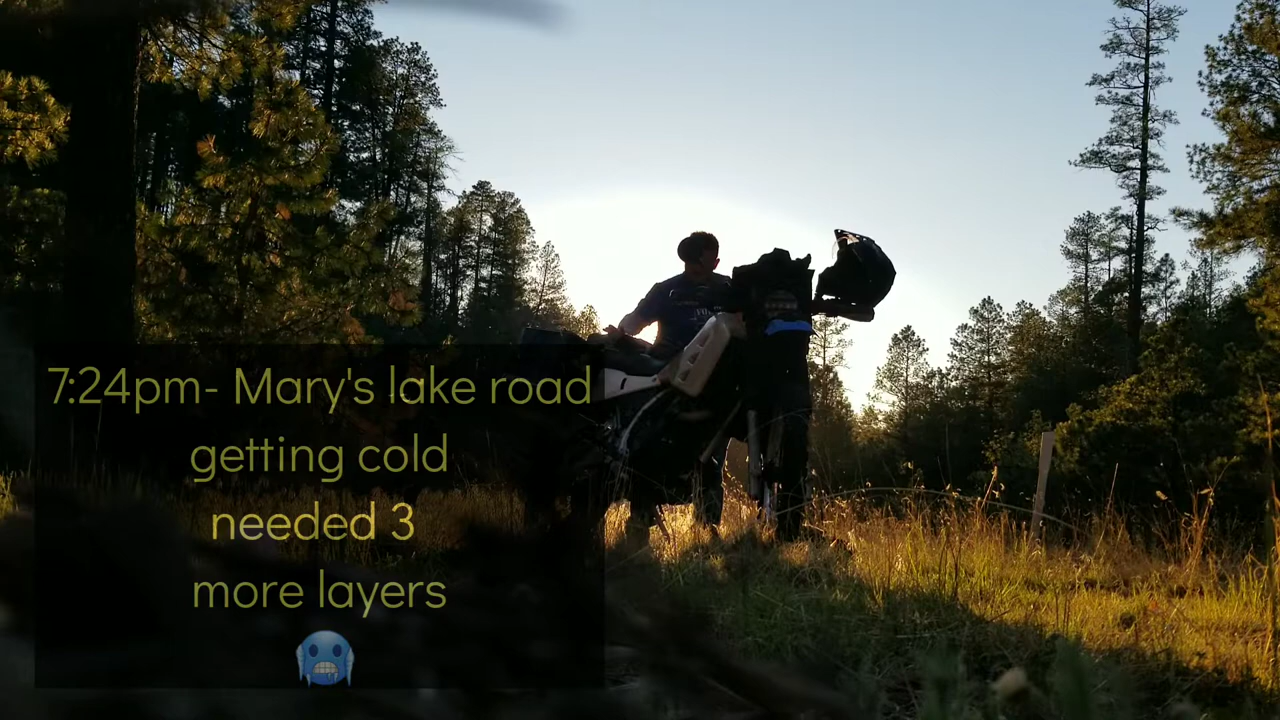 7:24pm- Mary's lake road
getting cold
needed 3
more layers
🥶